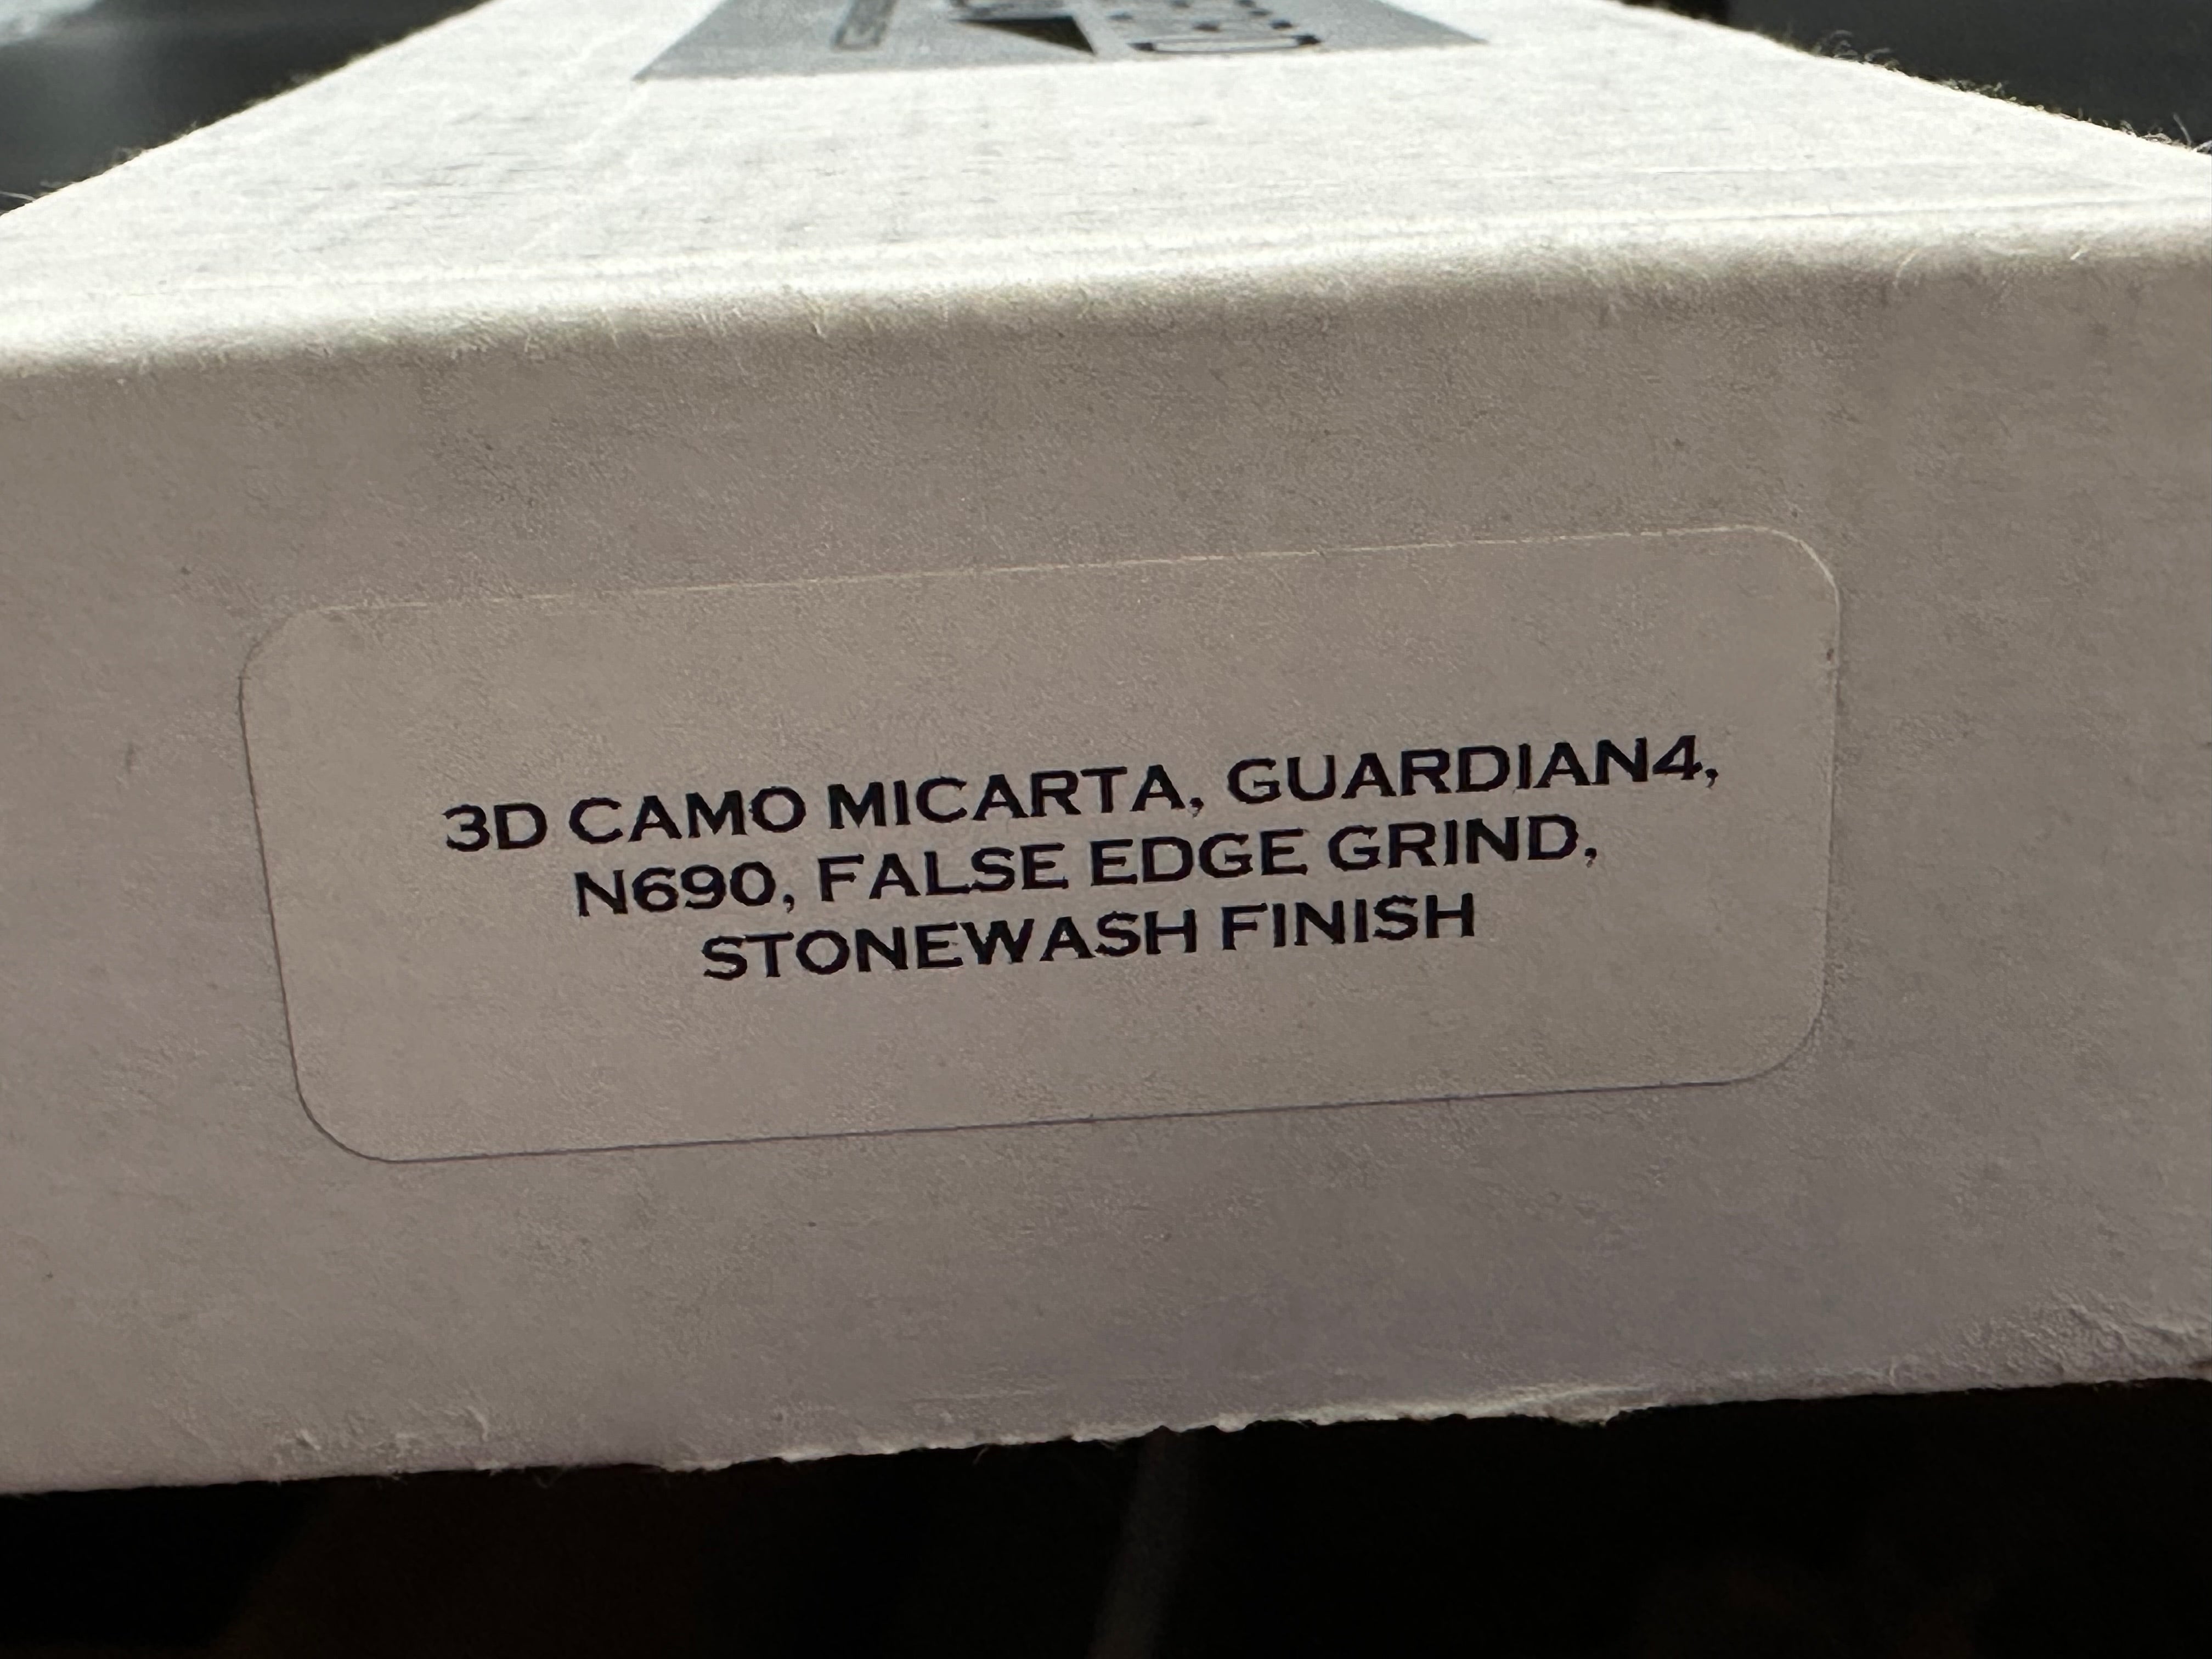 3D CAMO MICARTA, GUARDIAN4,
N690, FALSE EDGE GRIND,
STONEWASH FINISH